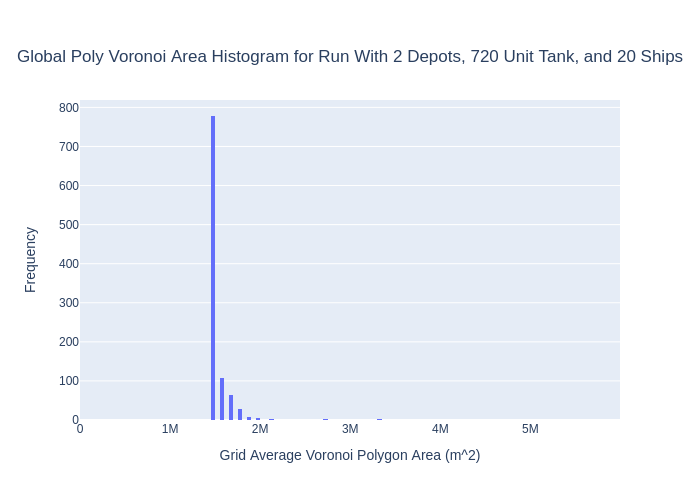 Global Poly Voronoi Area Histogram for Run With 2 Depots, 720 Unit Tank, and 20 Ships
800
700
600
500
400
300
200
100
0
Frequency
0 1M 2M 3M 4M 5M
Grid Average Voronoi Polygon Area (m^2)